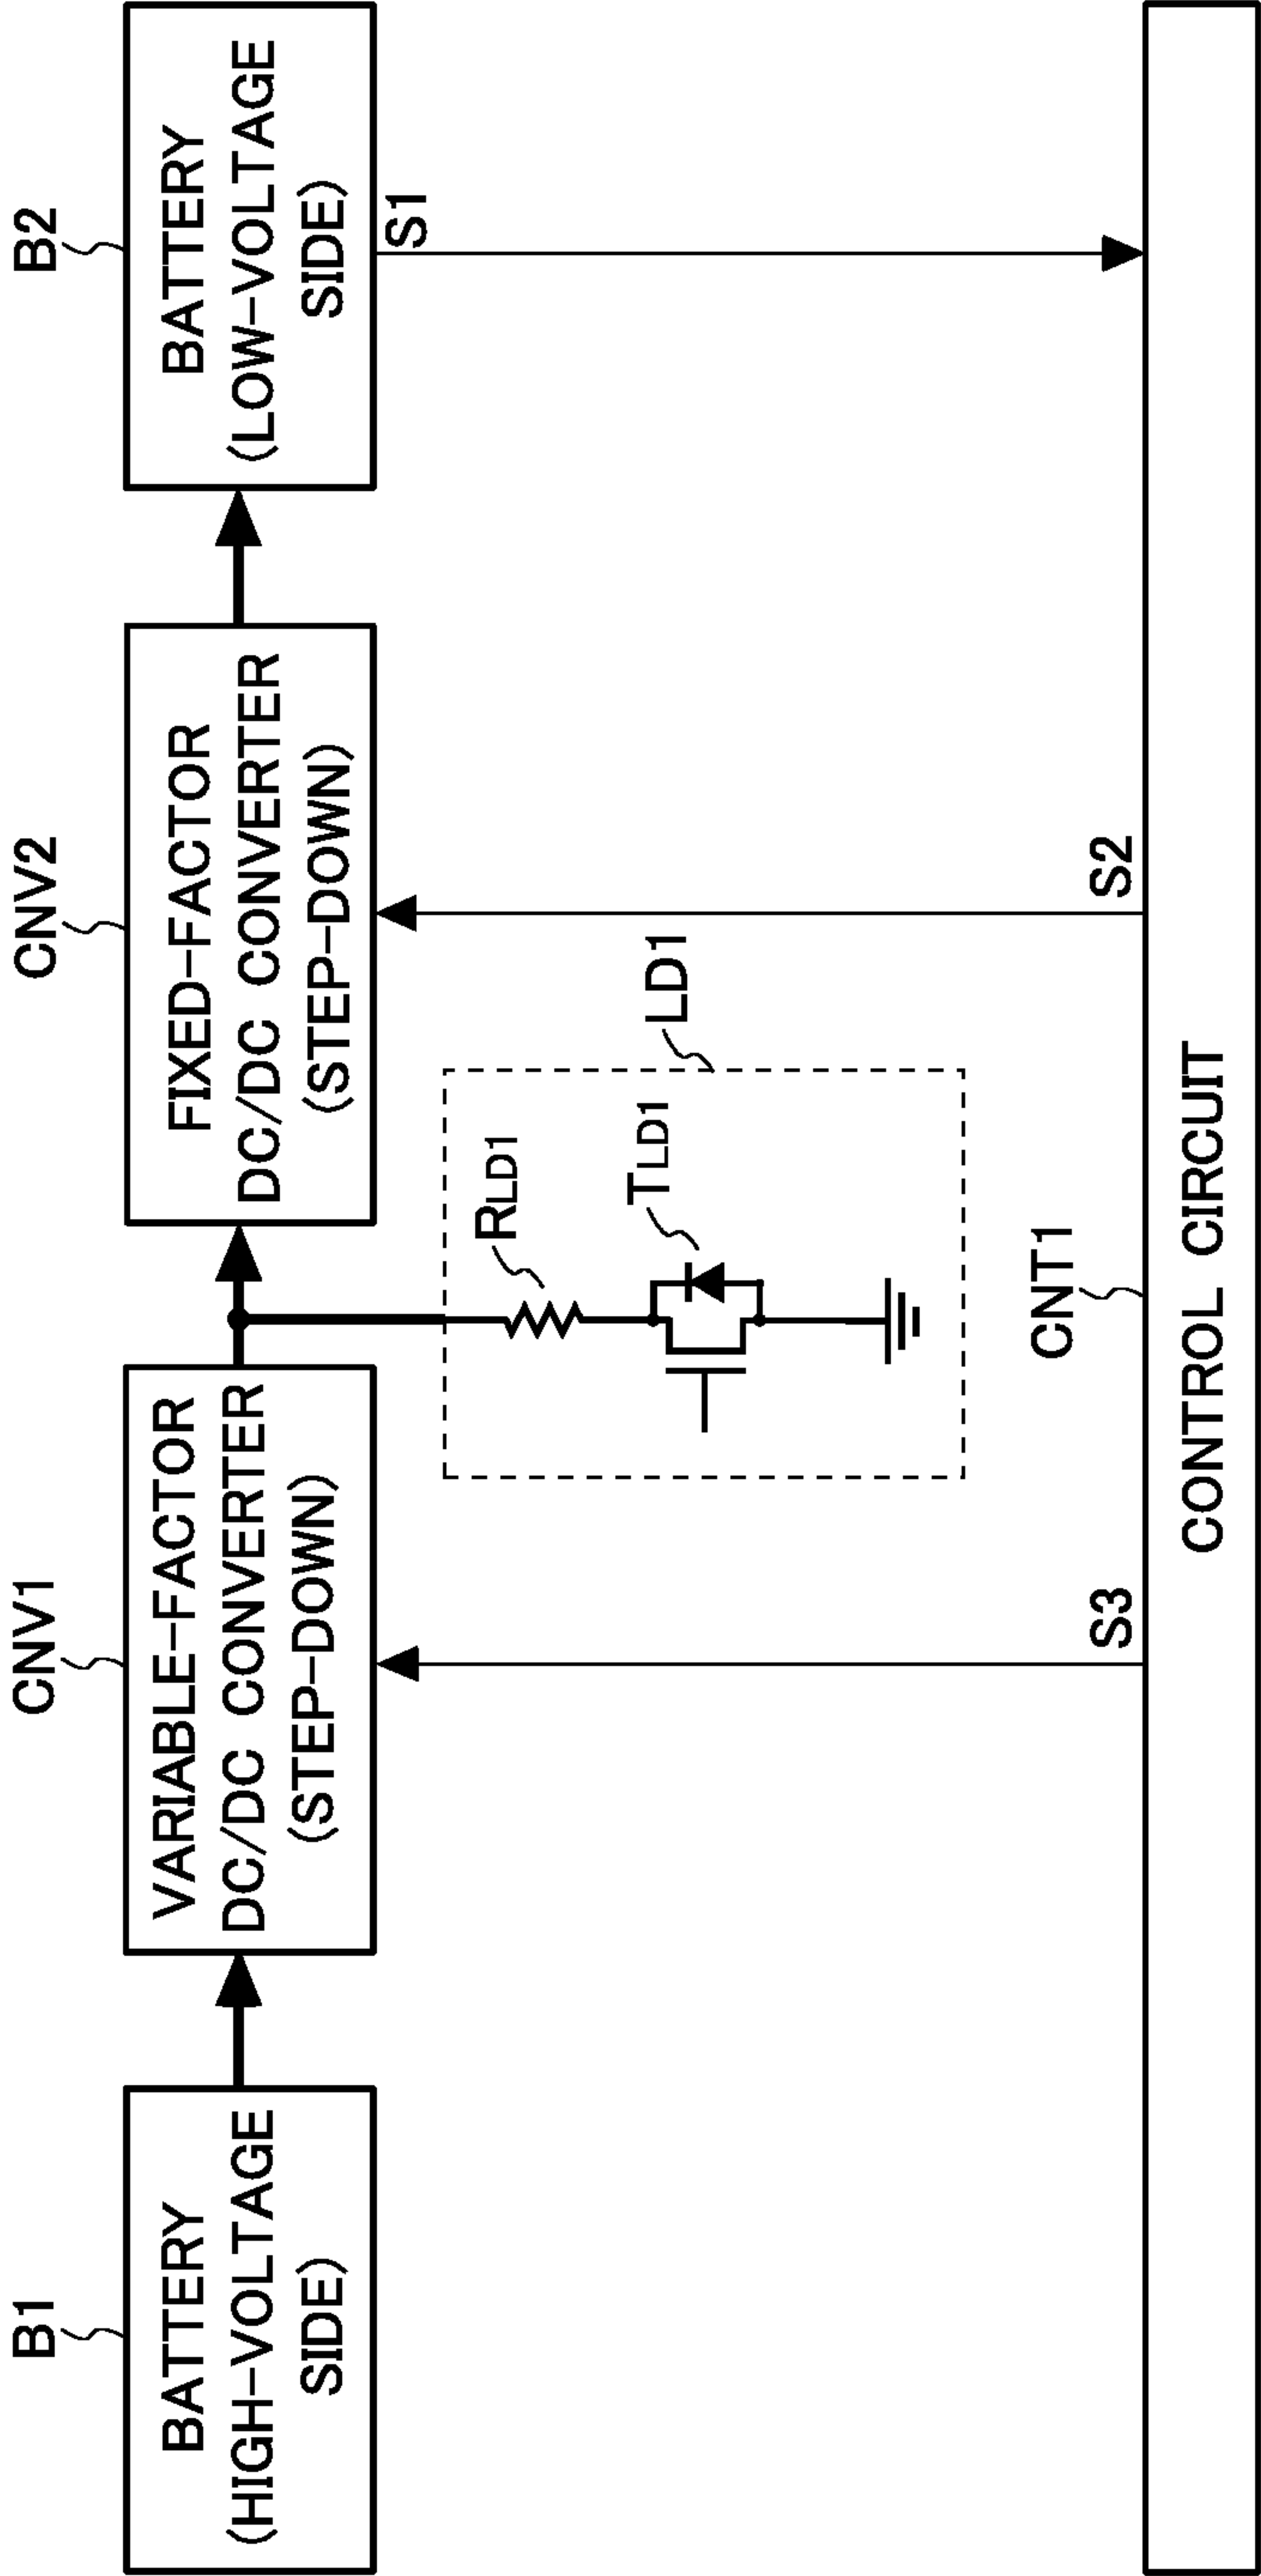 B1
CNV1
CNV2
B2
BATTERY
(HIGH-VOLTAGE
SIDE)
VARIABLE-FACTOR
DC/DC CONVERTER
(STEP-DOWN)
FIXED-FACTOR
DC/DC CONVERTER
(STEP-DOWN)
BATTERY
(LOW-VOLTAGE
SIDE)
S1
RLD1
TLD1
LD1
CNT1
S3
S2
CONTROL CIRCUIT